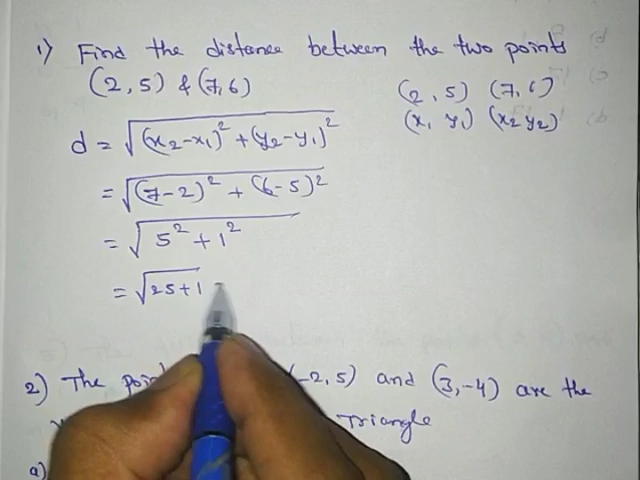 1) Find the distance between the two points
(2, 5) & (7, 6)
(2, 5) (7, 6)
(x₁ y₁) (x₂ y₂)
d = √(x₂-x₁)² + (y₂-y₁)²
= √(7-2)² + (6-5)²
= √5² + 1²
= √25+1
2) The (-2, 5) and (3, -4) are the
Triangle
a)